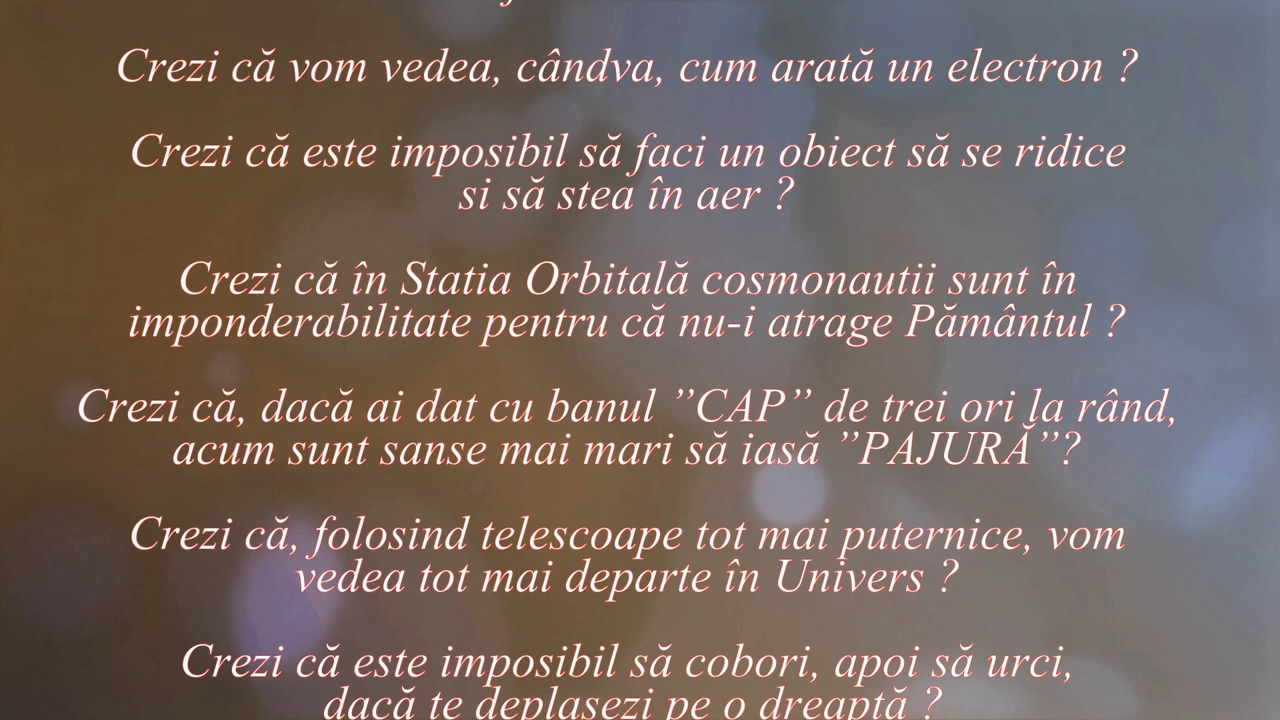 Crezi că vom vedea, cândva, cum arată un electron ?
Crezi că este imposibil să faci un obiect să se ridice
si să stea în aer ?
Crezi că în Statia Orbitală cosmonautii sunt în
imponderabilitate pentru că nu-i atrage Pământul ?
Crezi că, dacă ai dat cu banul ”CAP” de trei ori la rând,
acum sunt sanse mai mari să iasă ”PAJURĂ”?
Crezi că, folosind telescoape tot mai puternice, vom
vedea tot mai departe în Univers ?
Crezi că este imposibil să cobori, apoi să urci,
dacă te deplasezi pe o dreaptă ?